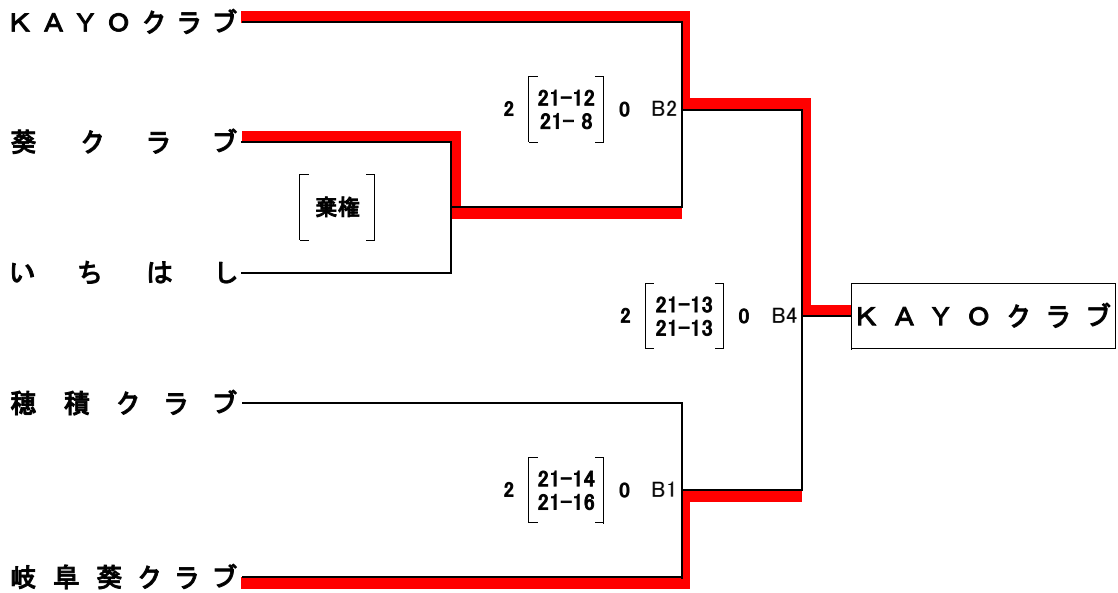 KAYOクラブ
2 [21-12 21- 8] 0 B2
葵クラブ
[棄権]
いちはし
2 [21-13 21-13] 0 B4
KAYOクラブ
穂積クラブ
2 [21-14 21-16] 0 B1
岐阜葵クラブ